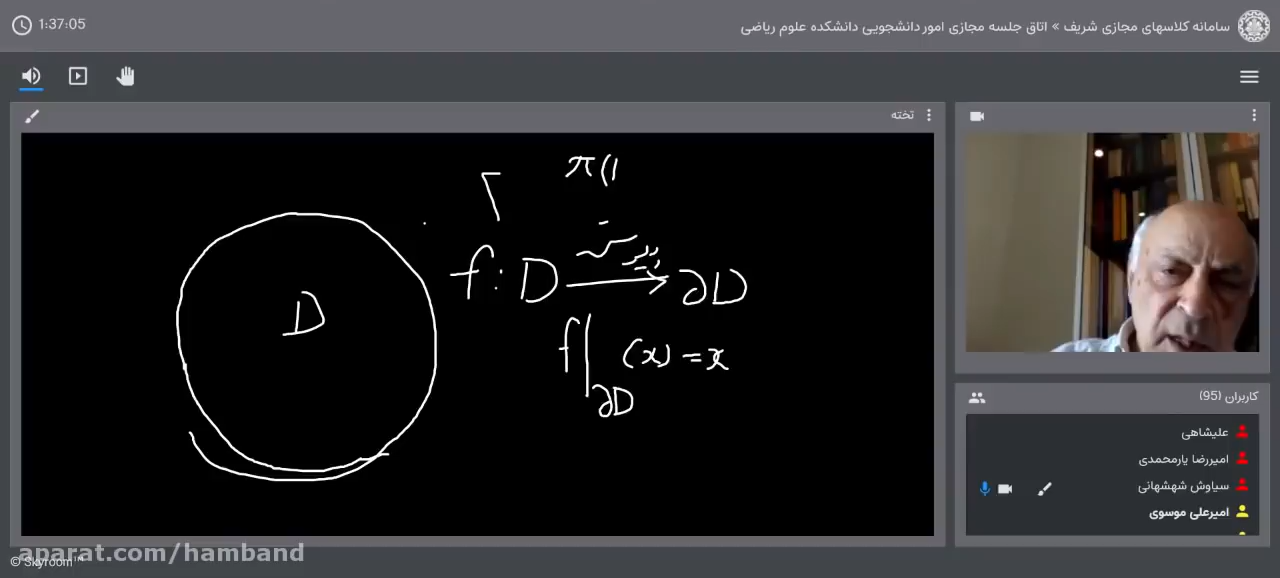 1:37:05
سامانه کلاسهای مجازی شریف » اتاق جلسه مجازی امور دانشجویی دانشکده علوم ریاضی
تخته
π(1
f: D پیوسته → ∂D
f|∂D (x) = x
D
کاربران (95)
علیشاهی
امیررضا یارمحمدی
سیاوش شهشهانی
امیرعلی موسوی
aparat.com/hamband
© Skyroom™